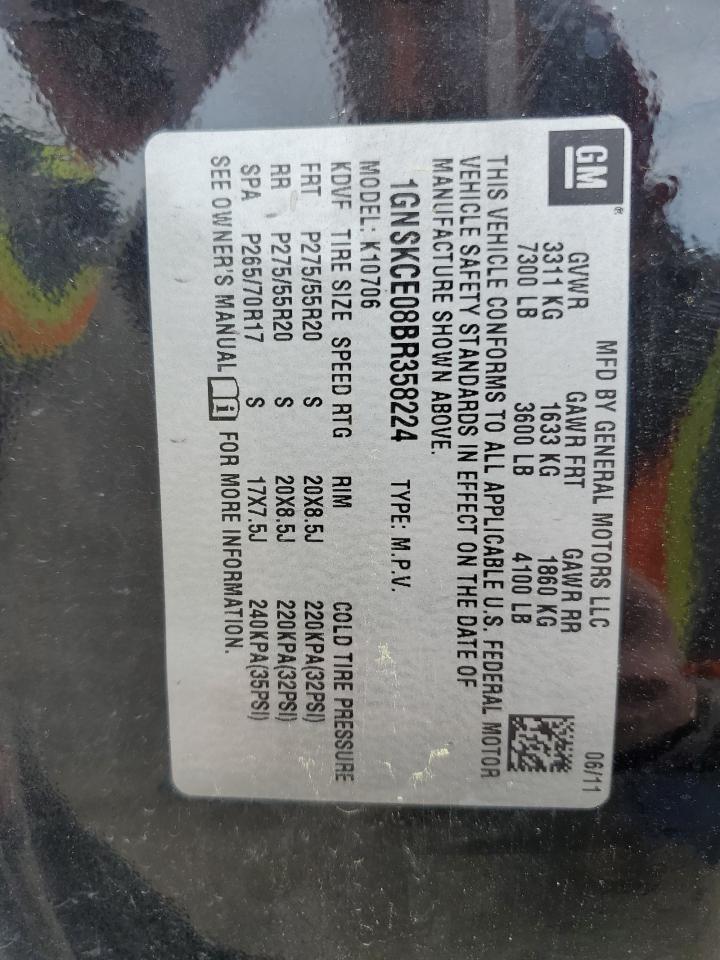 GM®
MFD BY GENERAL MOTORS LLC 06/11
GVWR GAWR FRT GAWR RR
3311 KG 1633 KG 1860 KG
7300 LB 3600 LB 4100 LB
THIS VEHICLE CONFORMS TO ALL APPLICABLE U.S. FEDERAL MOTOR
VEHICLE SAFETY STANDARDS IN EFFECT ON THE DATE OF
MANUFACTURE SHOWN ABOVE.
1GNSKCE08BR358224 TYPE: M.P.V.
MODEL: K10706
KDVF TIRE SIZE SPEED RTG RIM COLD TIRE PRESSURE
FRT P275/55R20 S 20X8.5J 220KPA(32PSI)
RR P275/55R20 S 20X8.5J 220KPA(32PSI)
SPA P265/70R17 S 17X7.5J 240KPA(35PSI)
SEE OWNER'S MANUAL i FOR MORE INFORMATION.